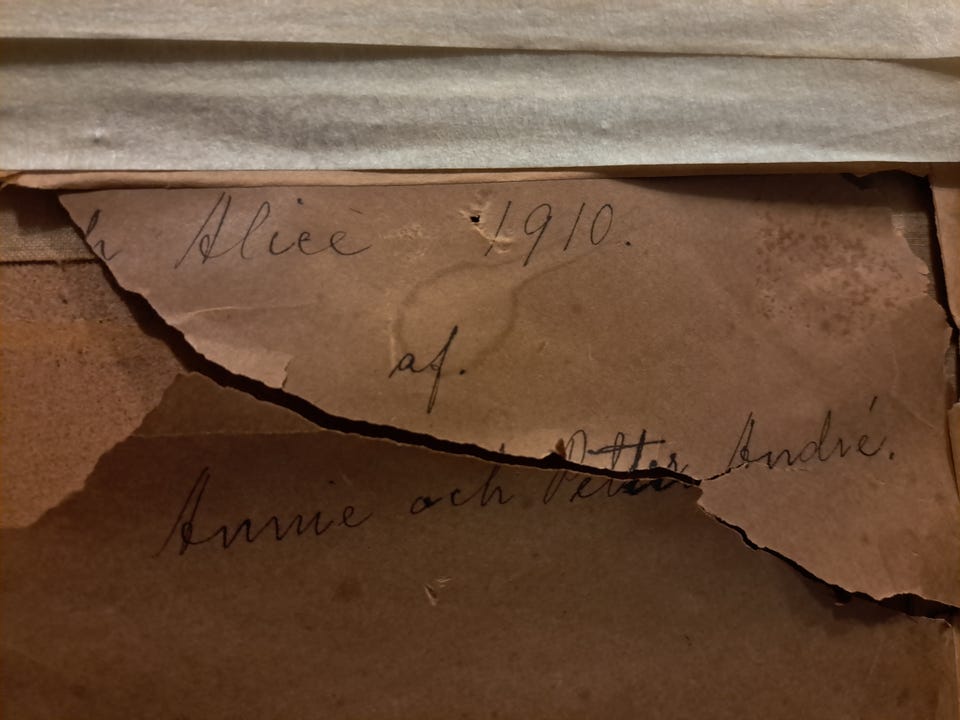 h Alice 1910.
af.
Annie och Petter André.